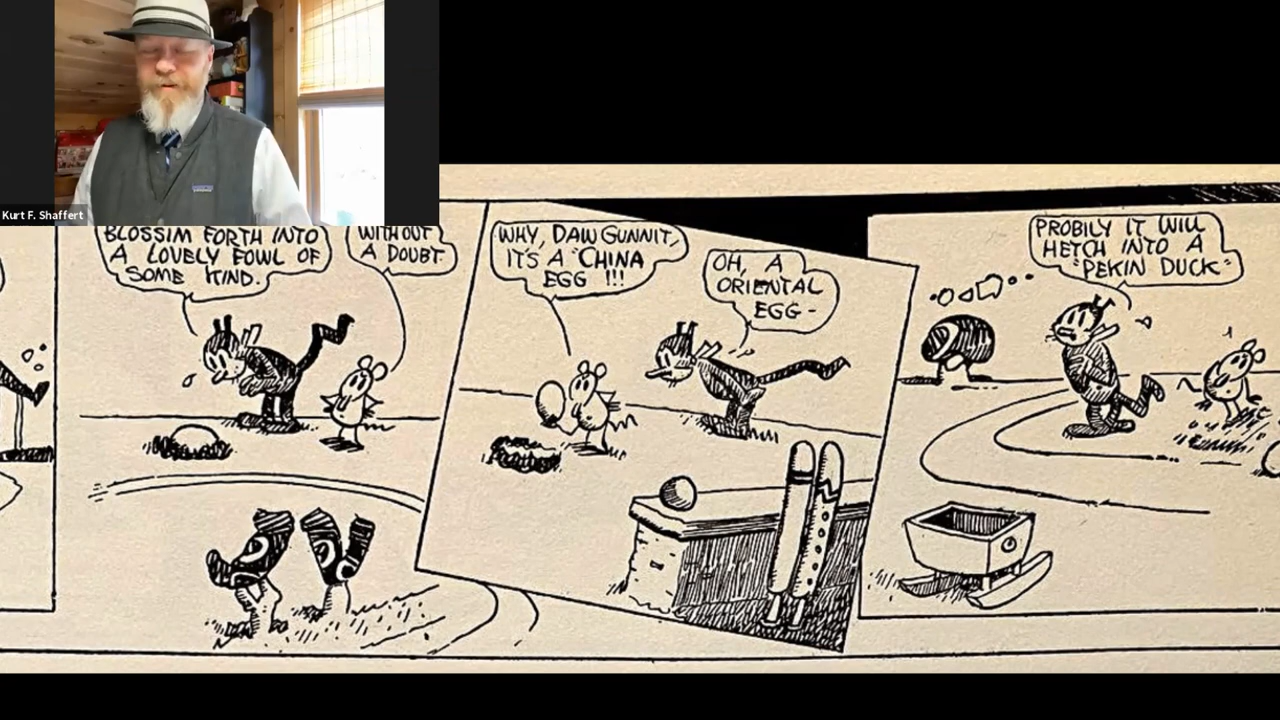 Kurt F. Shaffert
BLOSSIM FORTH INTO
A LOVELY FOWL OF
SOME KIND.
WITHOUT
A DOUBT.
WHY, DAW GUNNIT,
IT'S A "CHINA
EGG !!!
OH, A
ORIENTAL
EGG -
PROBILY IT WILL
HETCH INTO A
"PEKIN DUCK"